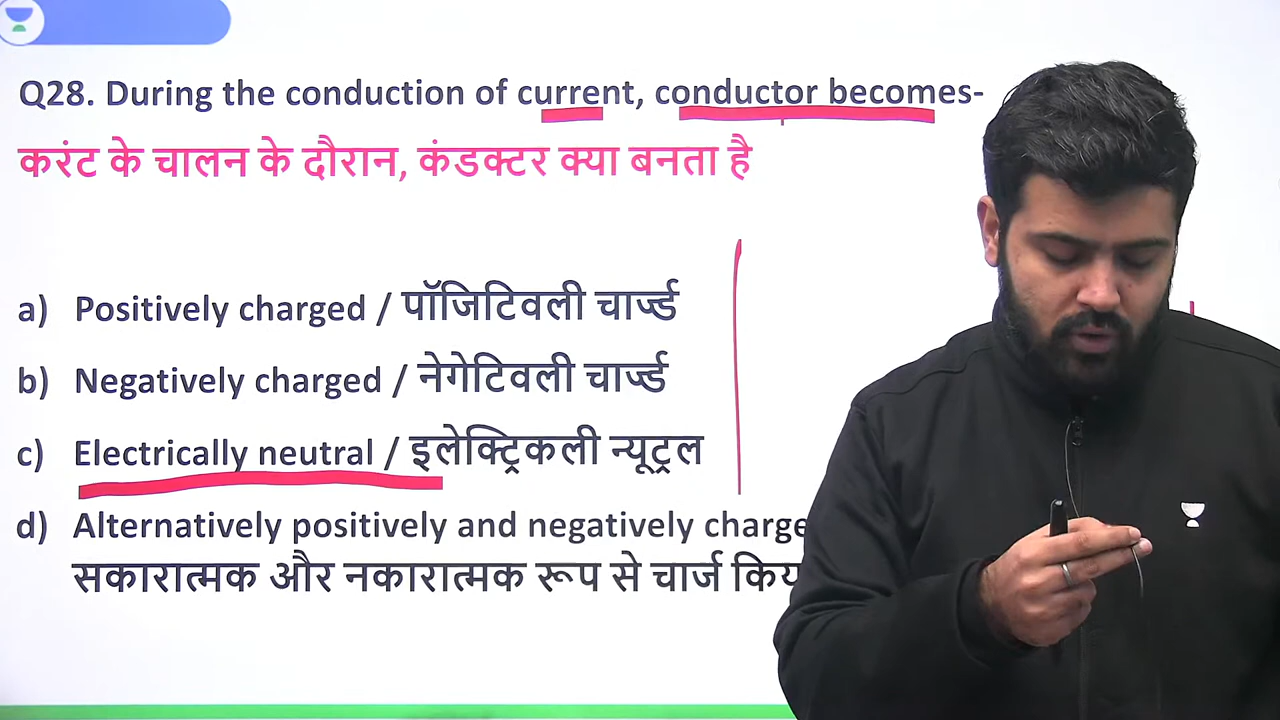 Q28. During the conduction of current, conductor becomes-
करंट के चालन के दौरान, कंडक्टर क्या बनता है
a) Positively charged / पॉजिटिवली चार्ज्ड
b) Negatively charged / नेगेटिवली चार्ज्ड
c) Electrically neutral / इलेक्ट्रिकली न्यूट्रल
d) Alternatively positively and negatively
सकारात्मक और नकारात्मक रूप से चार्ज